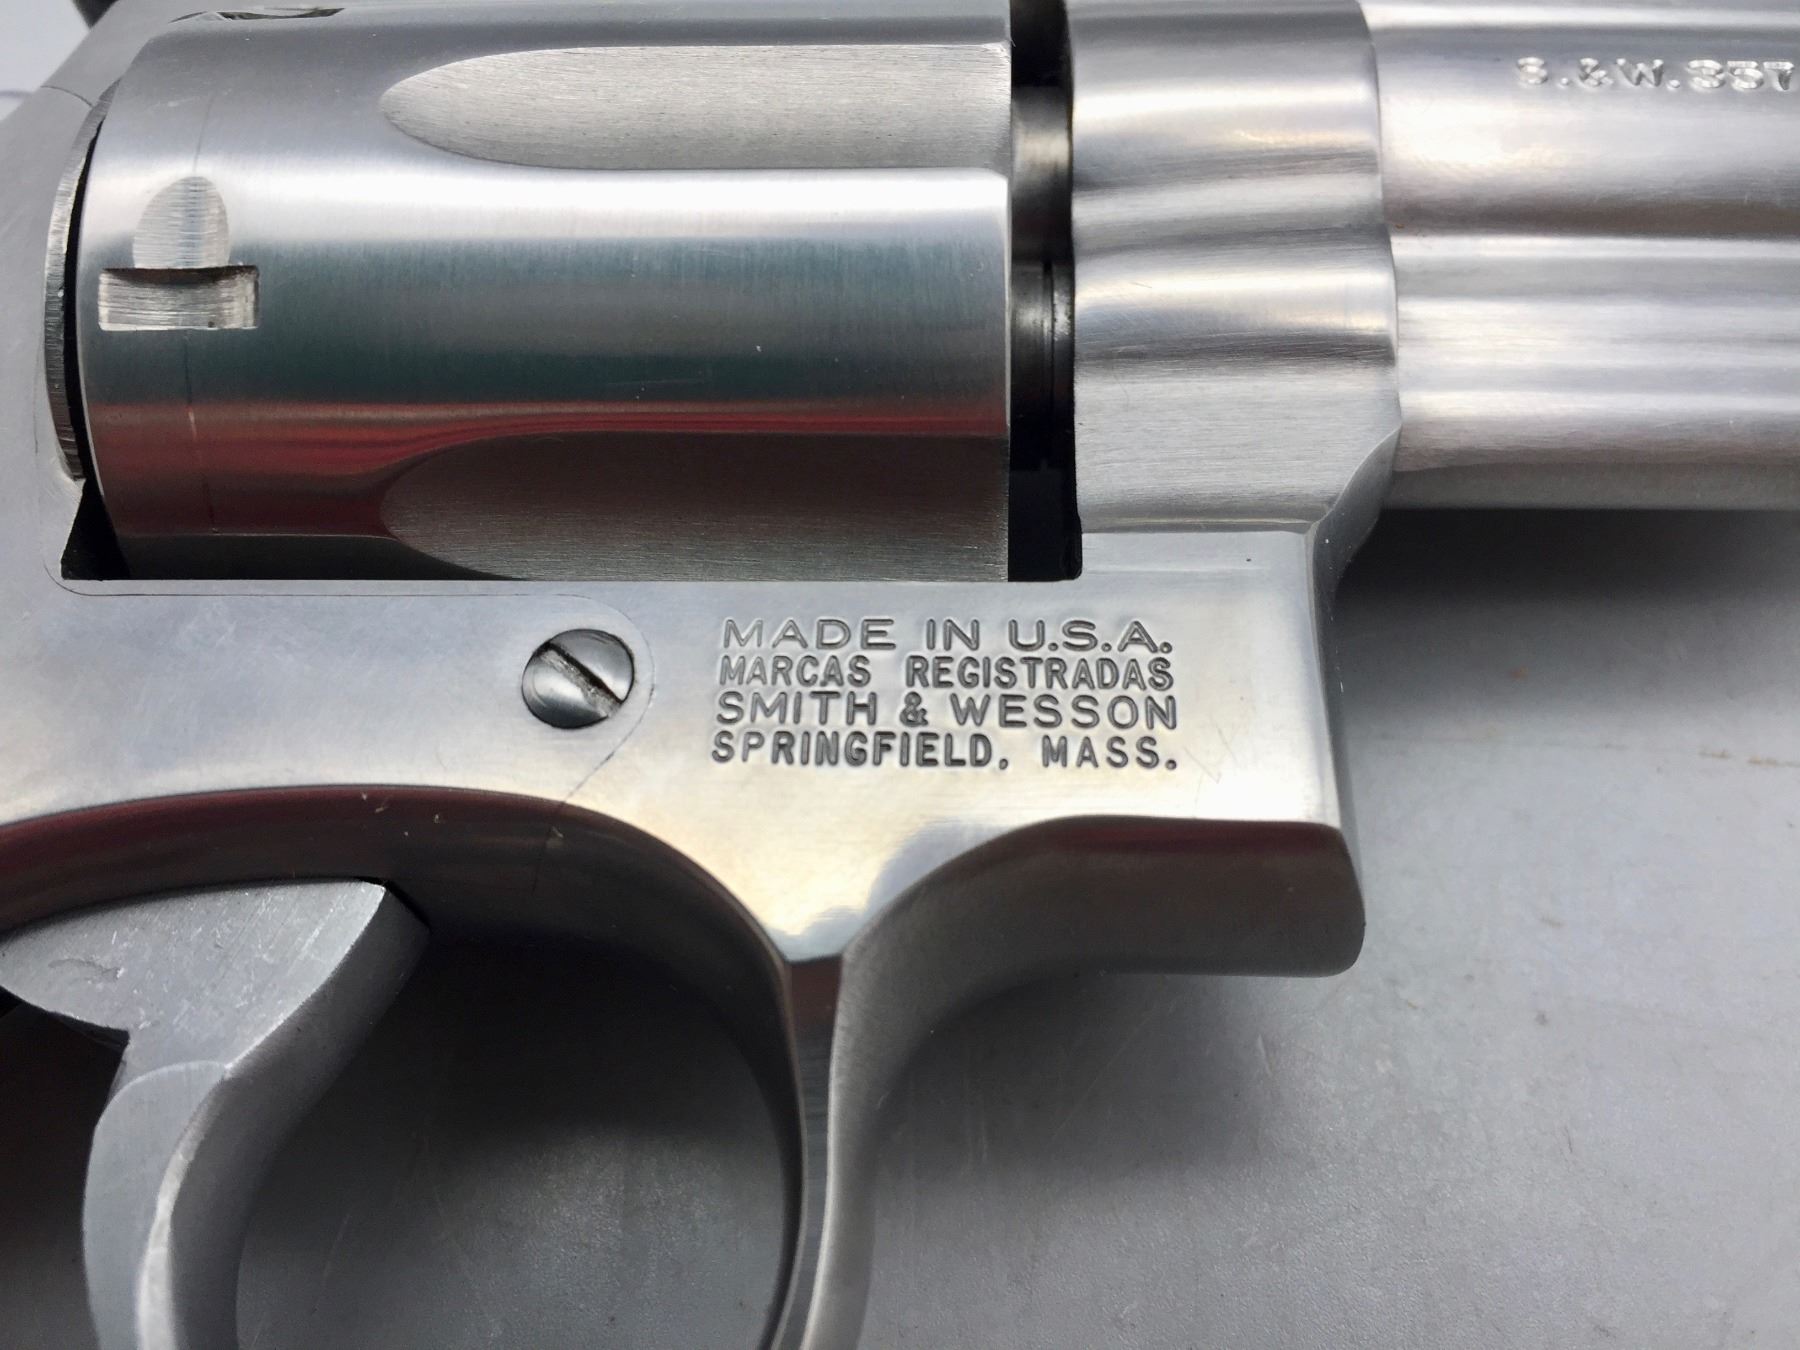 S.&W.357
MADE IN U.S.A.
MARCAS REGISTRADAS
SMITH & WESSON
SPRINGFIELD, MASS.